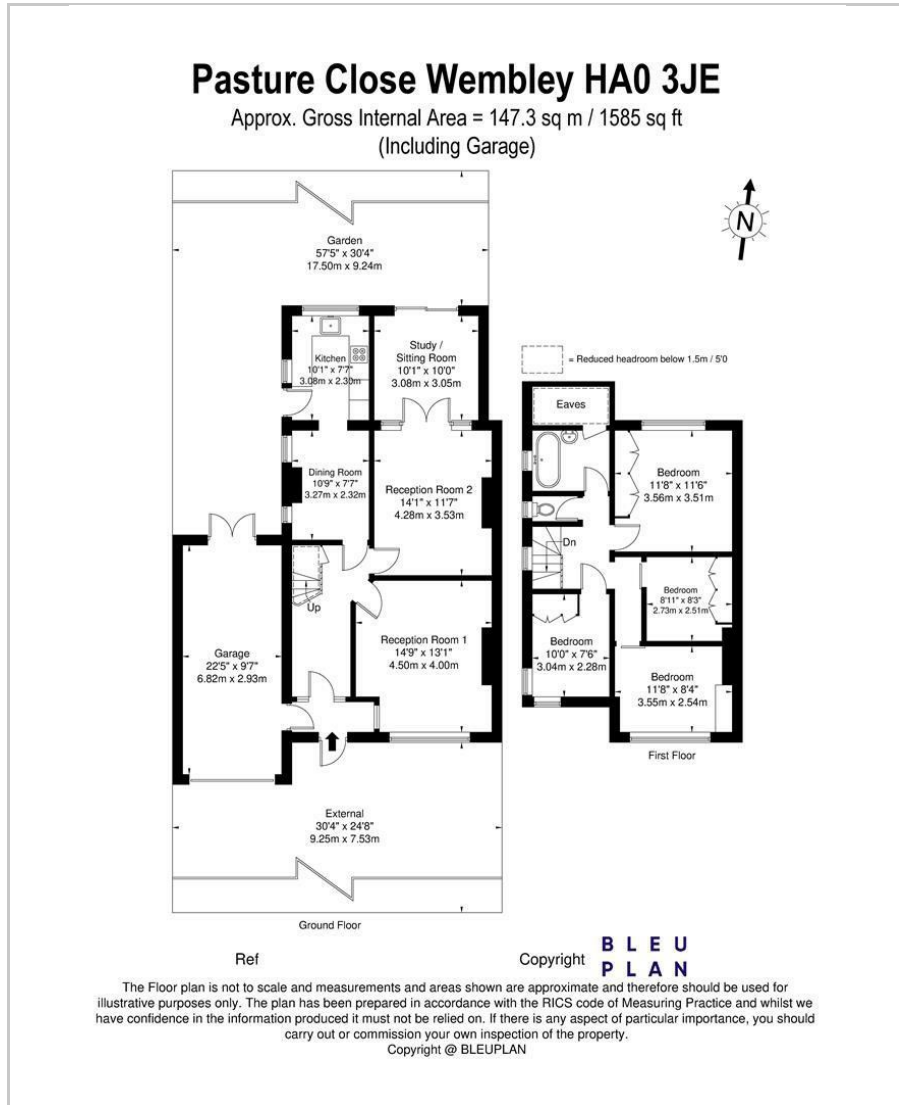 Pasture Close Wembley HA0 3JE
Approx. Gross Internal Area = 147.3 sq m / 1585 sq ft
(Including Garage)
N
Garden
57'5" x 30'4"
17.50m x 9.24m
Kitchen
10'1" x 7'7"
3.08m x 2.30m
Study /
Sitting Room
10'1" x 10'0"
3.08m x 3.05m
= Reduced headroom below 1.5m / 5'0
Eaves
Dining Room
10'9" x 7'7"
3.27m x 2.32m
Reception Room 2
14'1" x 11'7"
4.28m x 3.53m
Bedroom
11'8" x 11'6"
3.56m x 3.51m
Dn
Bedroom
8'11" x 8'3"
2.73m x 2.51m
Up
Garage
22'5" x 9'7"
6.82m x 2.93m
Reception Room 1
14'9" x 13'1"
4.50m x 4.00m
Bedroom
10'0" x 7'6"
3.04m x 2.28m
Bedroom
11'8" x 8'4"
3.55m x 2.54m
First Floor
External
30'4" x 24'8"
9.25m x 7.53m
Ground Floor
Ref
Copyright
BLEU
PLAN
The Floor plan is not to scale and measurements and areas shown are approximate and therefore should be used for
illustrative purposes only. The plan has been prepared in accordance with the RICS code of Measuring Practice and whilst we
have confidence in the information produced it must not be relied on. If there is any aspect of particular importance, you should
carry out or commission your own inspection of the property.
Copyright @ BLEUPLAN